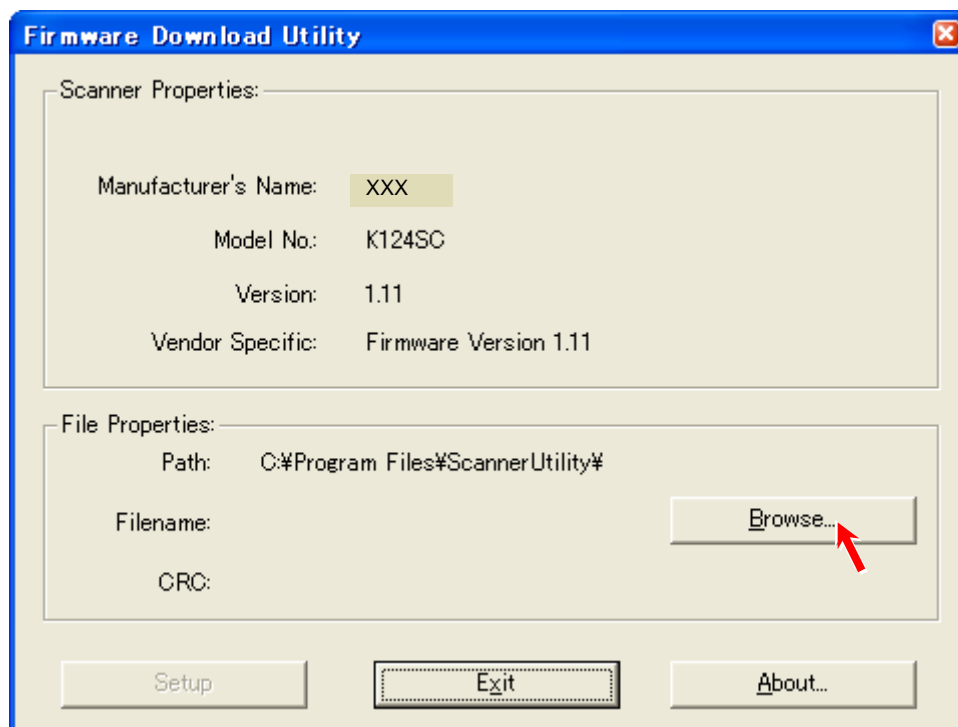 Firmware Download Utility
Scanner Properties:
Manufacturer's Name: XXX
Model No.: K124SC
Version: 1.11
Vendor Specific: Firmware Version 1.11
File Properties:
Path: C:¥Program Files¥ScannerUtility¥
Filename:
Browse...
CRC:
Setup Exit About...